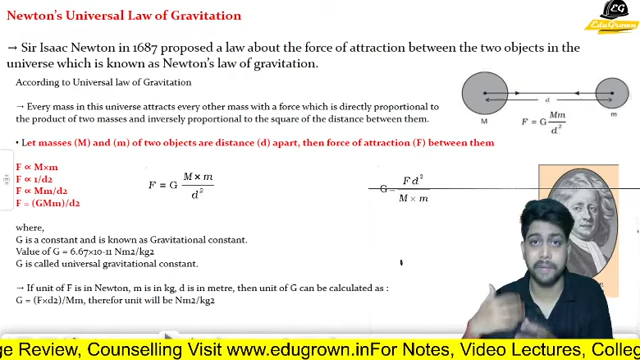 Newton's Universal Law of Gravitation
EG
EduGrown
→ Sir Isaac Newton in 1687 proposed a law about the force of attraction between the two objects in the
universe which is known as Newton's law of gravitation.
According to Universal Law of Gravitation
→ Every mass in this universe attracts every other mass with a force which is directly proportional to
the product of two masses and inversely proportional to the square of the distance between them.
d
M
m
F = G Mm/d²
• Let masses (M) and (m) of two objects are distance (d) apart, then force of attraction (F) between them
F ∝ M×m
F ∝ 1/d2
F ∝ Mm/d2
F = (GMm)/d2
F = G M × m / d²
G = F d² / M × m
where,
G is a constant and is known as Gravitational constant.
Value of G = 6.67×10-11 Nm2/kg2
G is called universal gravitational constant.
→ If unit of F is in Newton, m is in kg, d is in metre, then unit of G can be calculated as :
G = (F×d2)/Mm, therefor unit will be Nm2/kg2
ge Review, Counselling Visit www.edugrown.inFor Notes, Video Lectures, Colleg